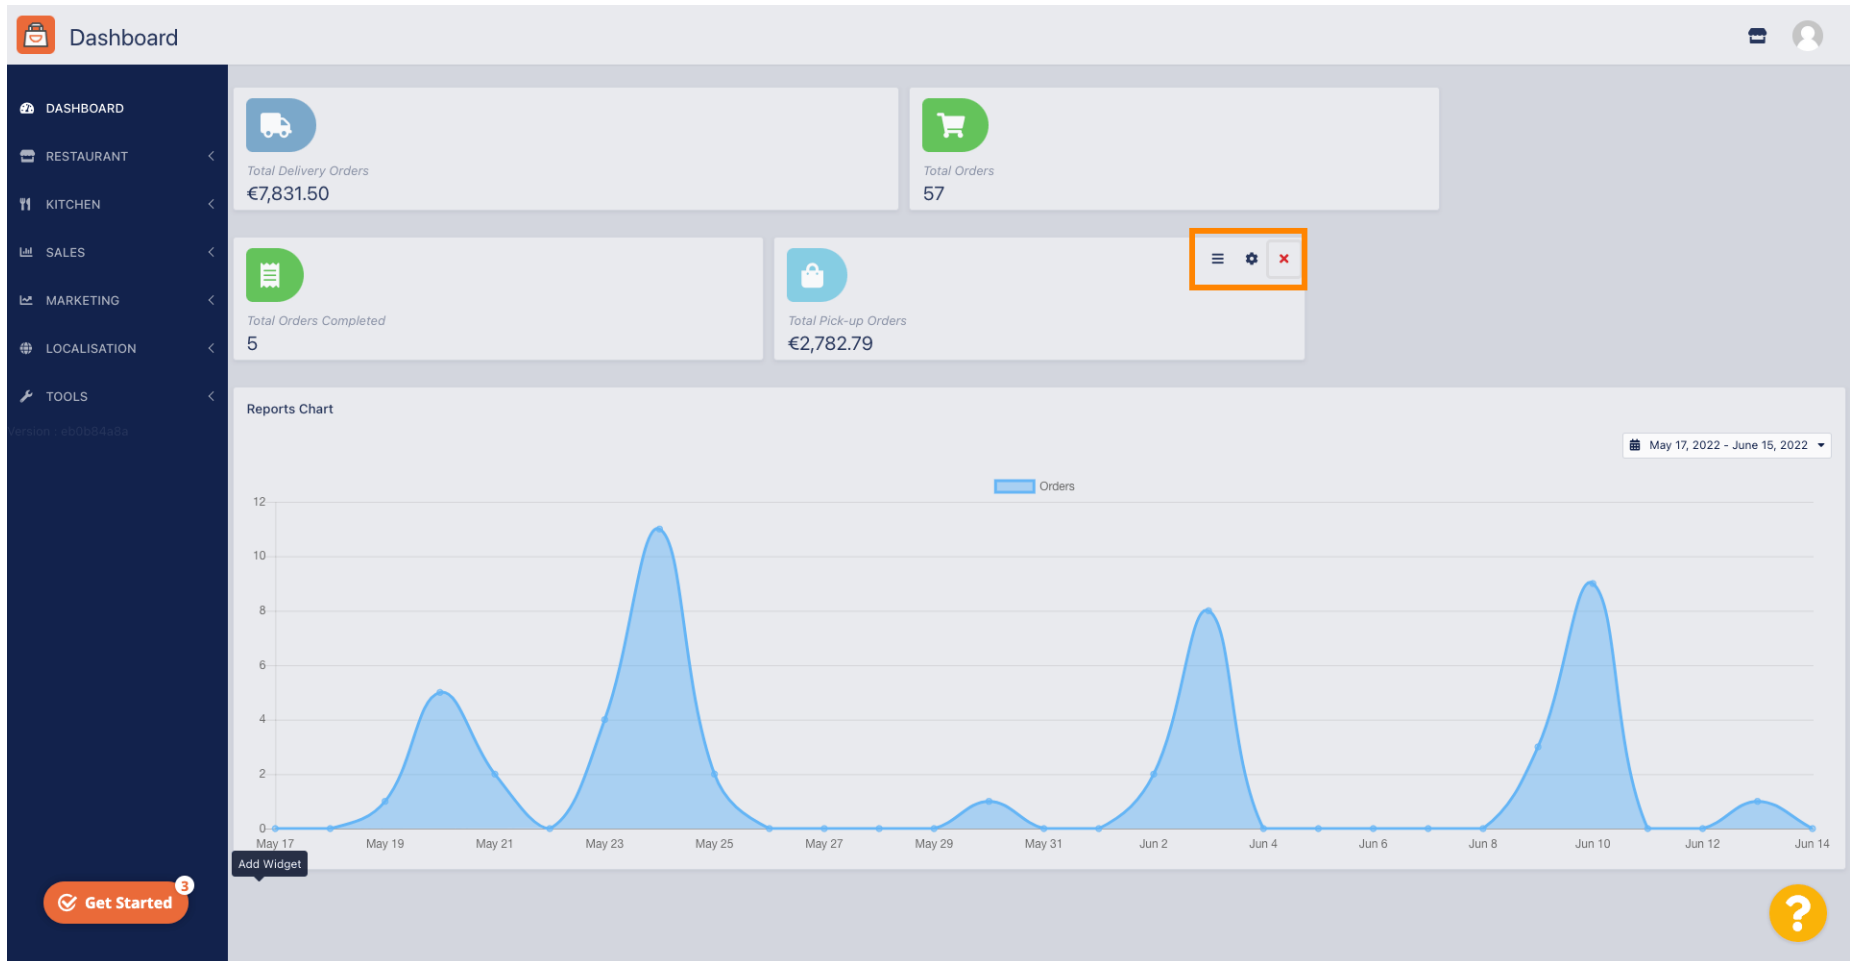 Dashboard
DASHBOARD
RESTAURANT
KITCHEN
SALES
MARKETING
LOCALISATION
TOOLS
Version : eb0b84a8a
3
Get Started
Total Delivery Orders
€7,831.50
Total Orders
57
Total Orders Completed
5
Total Pick-up Orders
€2,782.79
Reports Chart
May 17, 2022 - June 15, 2022
Orders
12
10
8
6
4
2
0
May 17 May 19 May 21 May 23 May 25 May 27 May 29 May 31 Jun 2 Jun 4 Jun 6 Jun 8 Jun 10 Jun 12 Jun 14
Add Widget
?